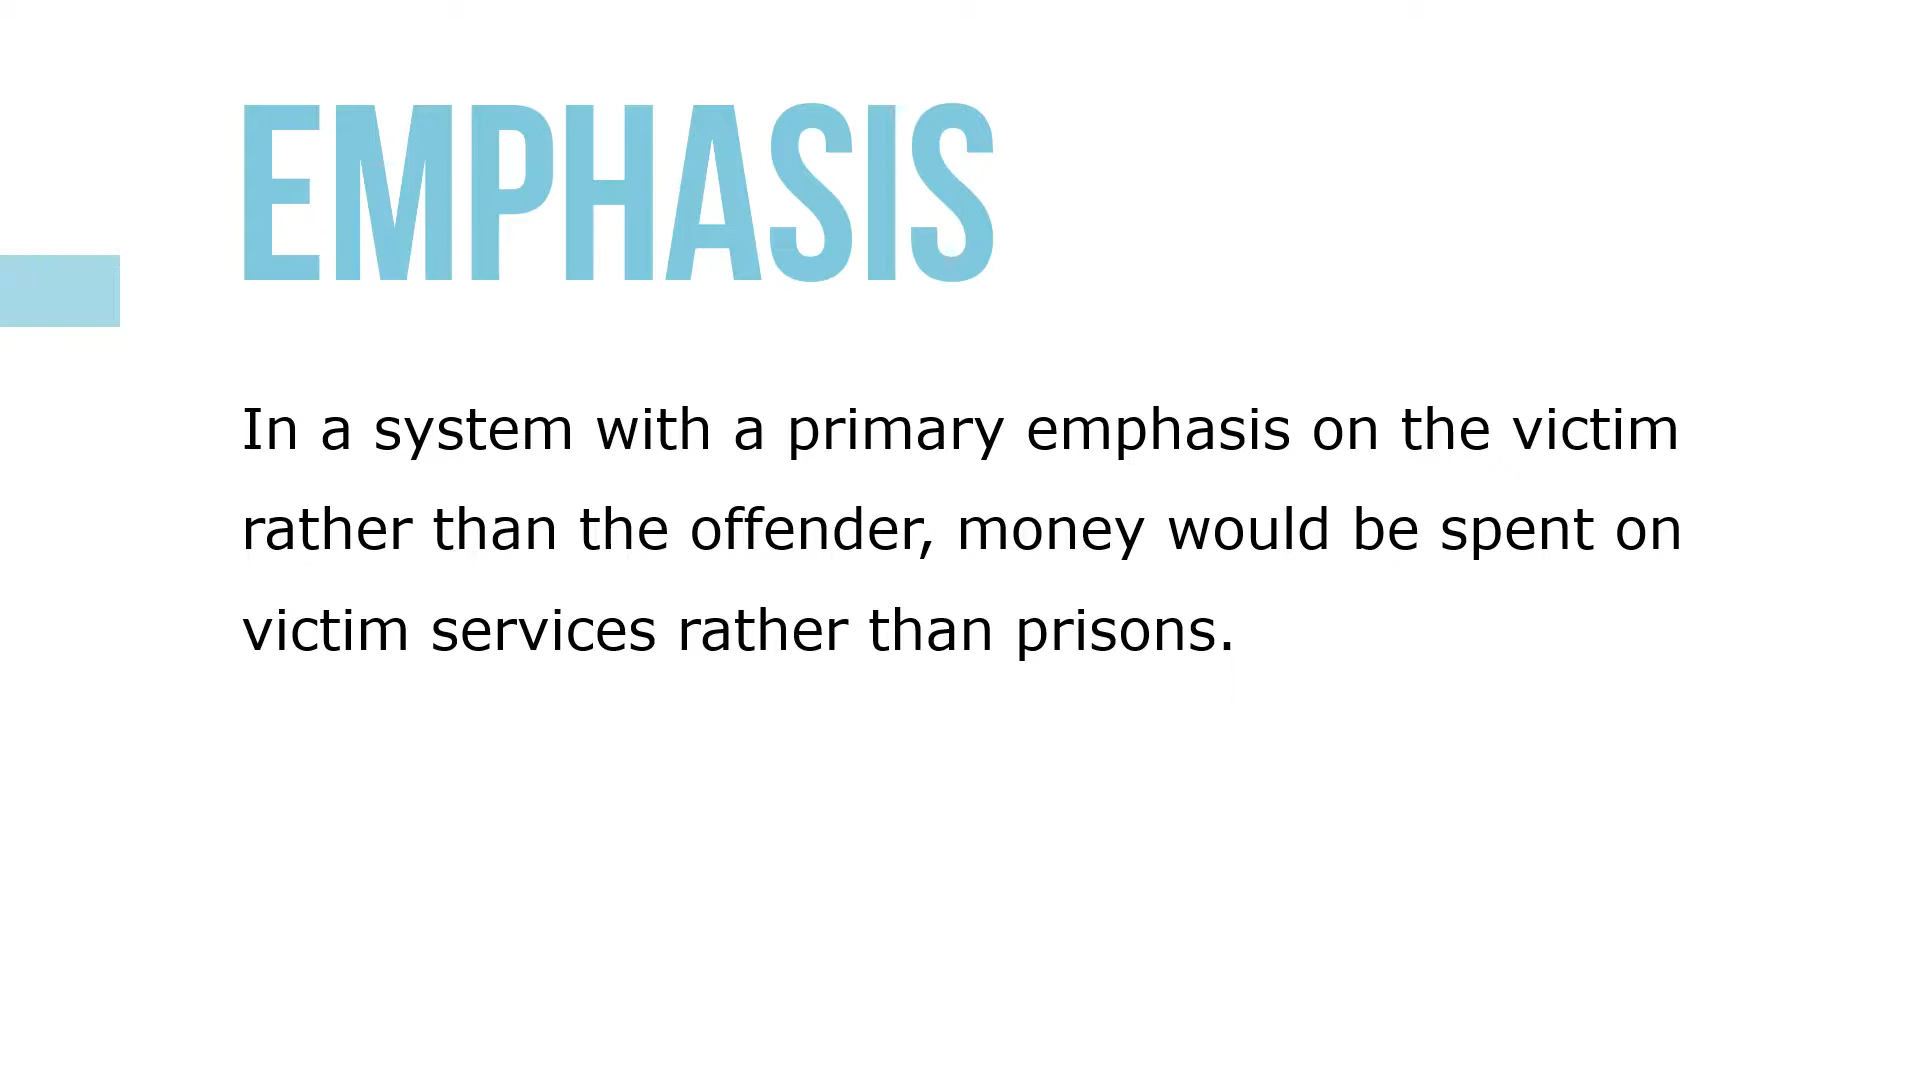 EMPHASIS
In a system with a primary emphasis on the victim
rather than the offender, money would be spent on
victim services rather than prisons.